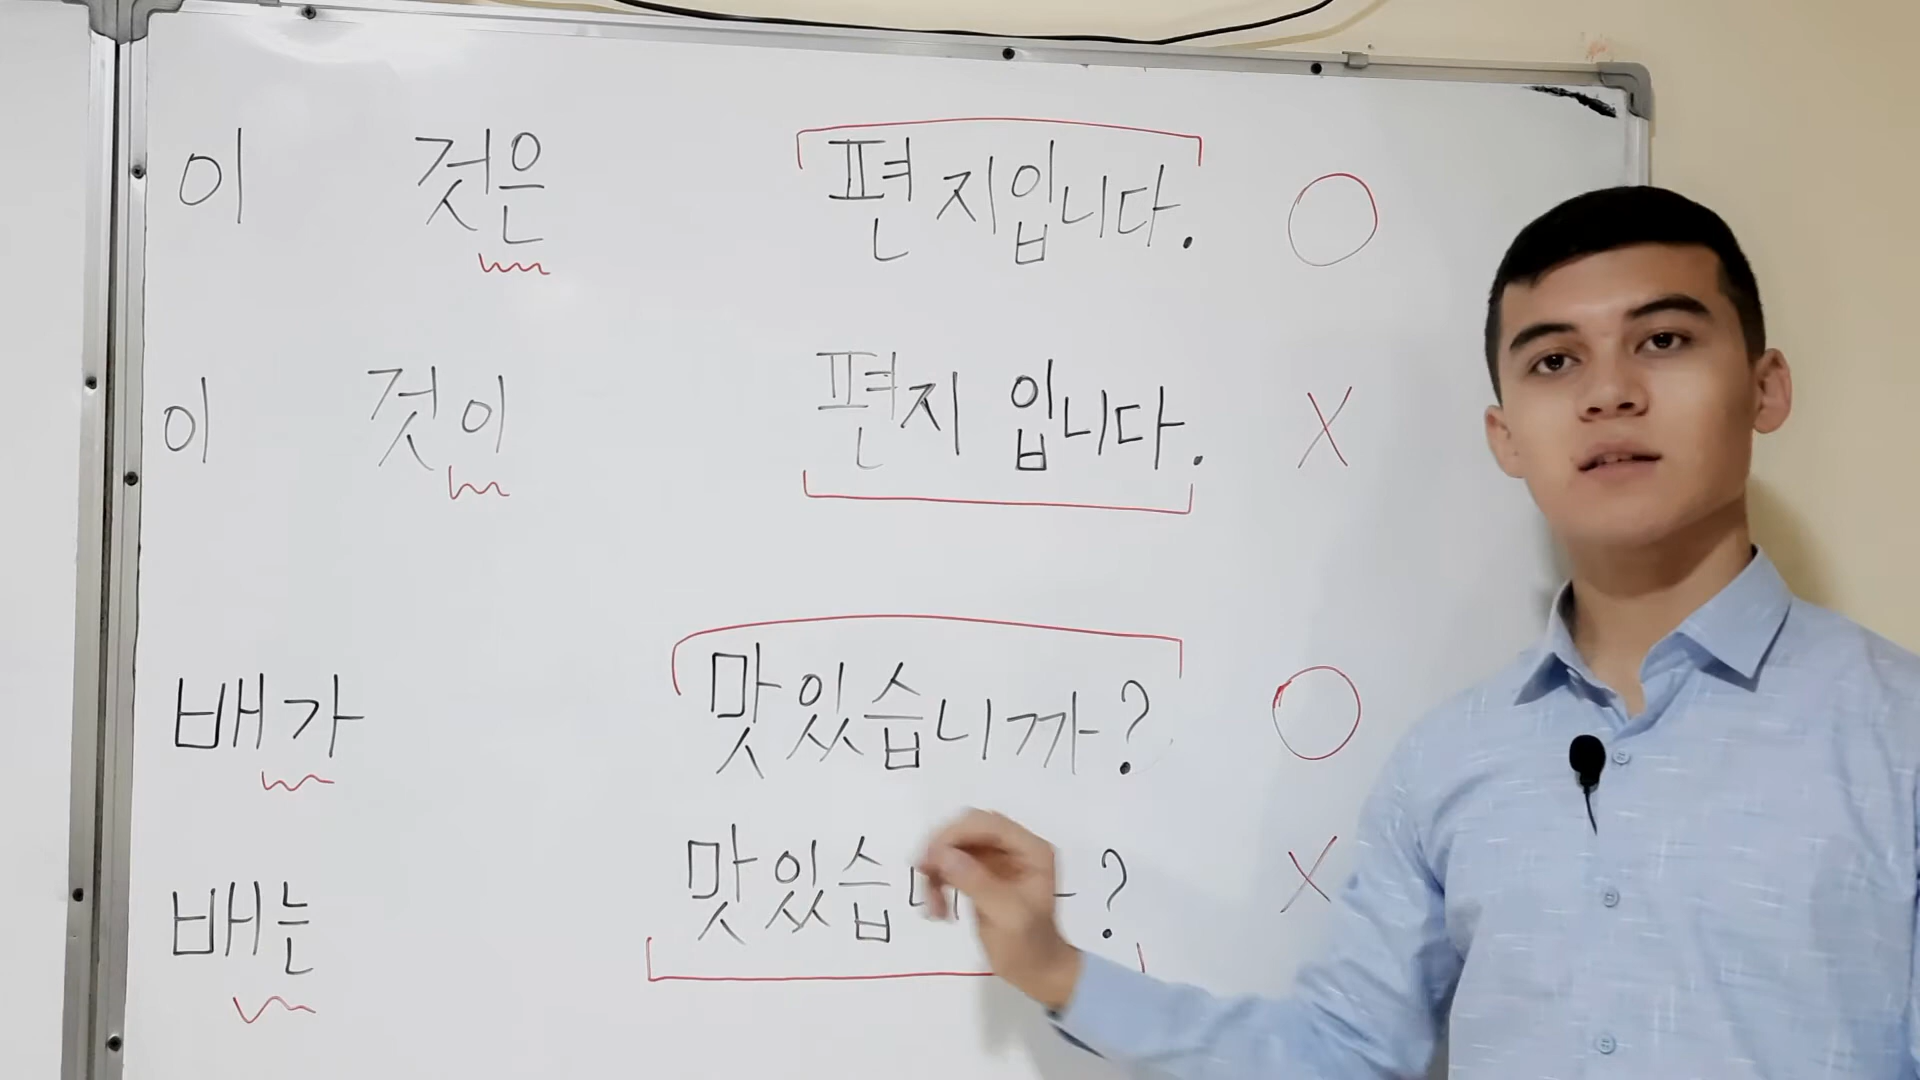 이 것은 편지입니다. ○
이 것이 편지 입니다. X
배가 맛있습니까? ○
배는 맛있습 ? X